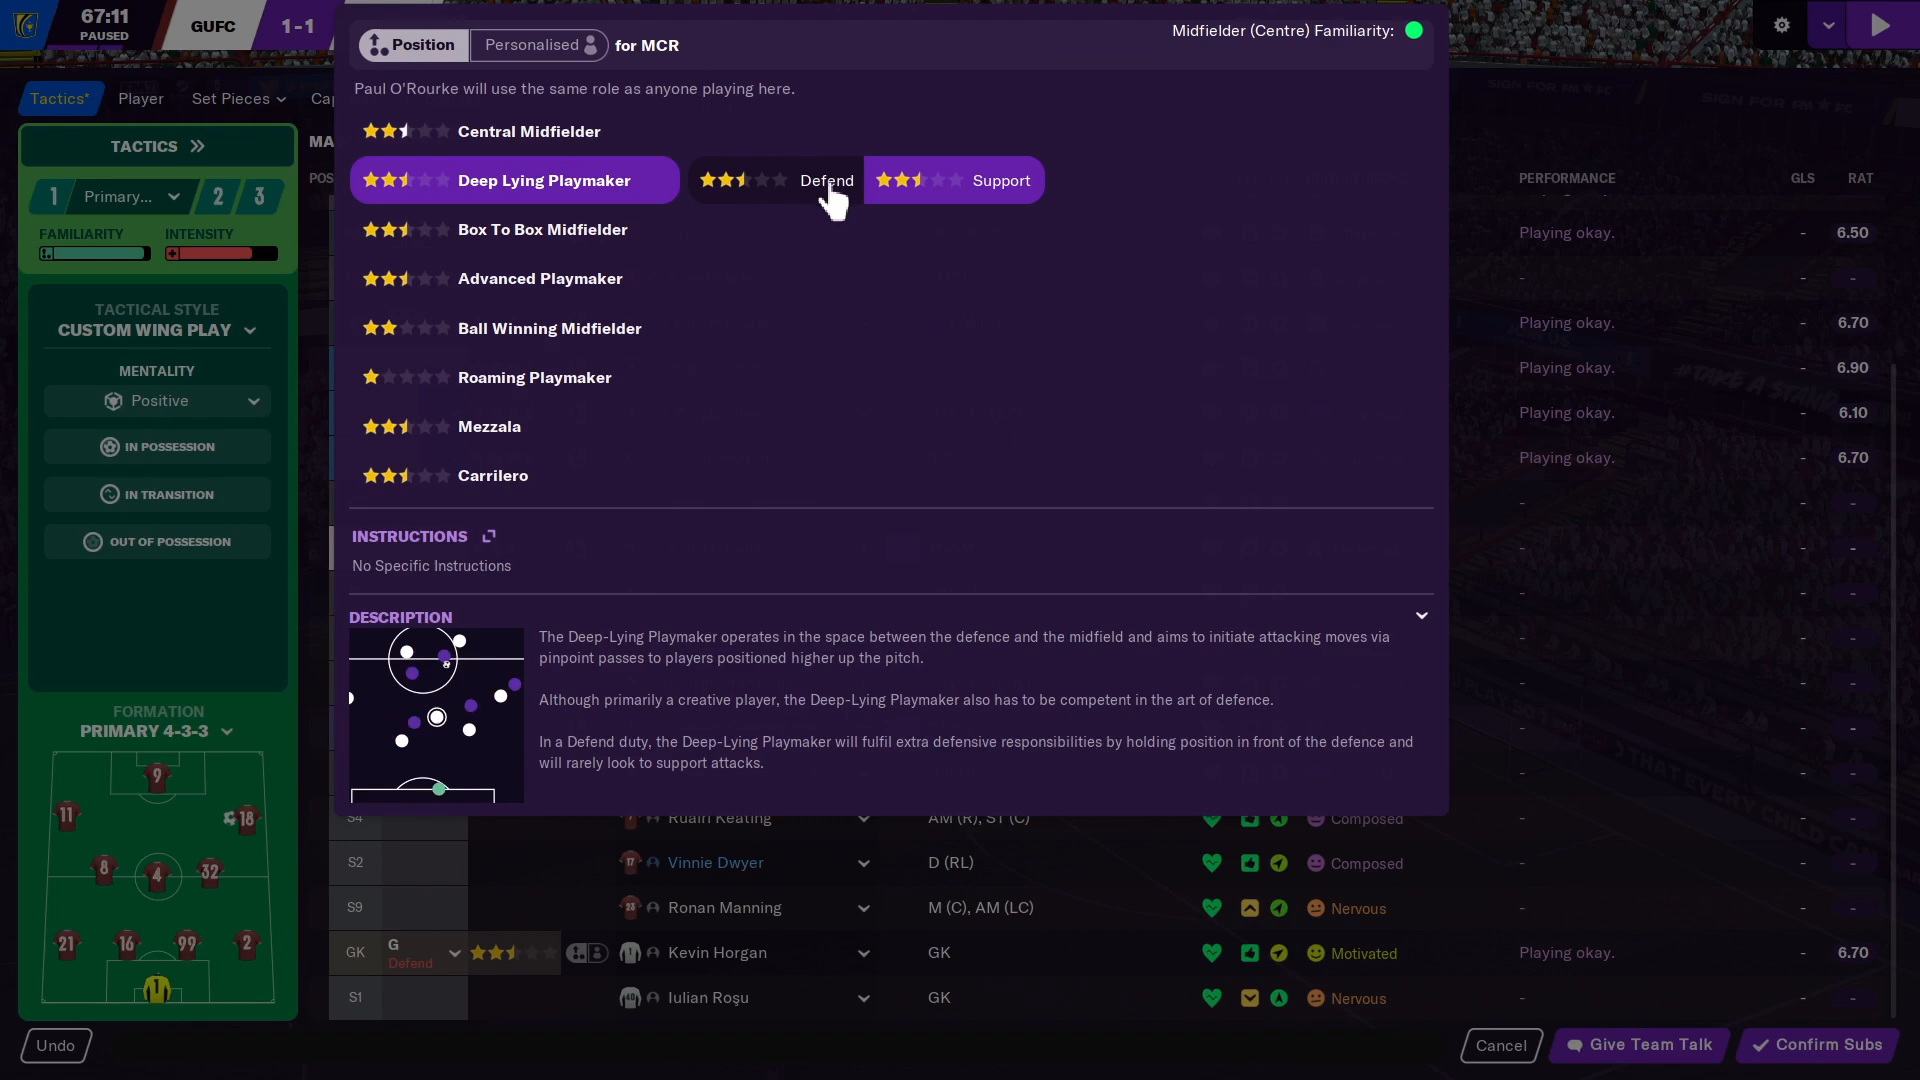 67:11
PAUSED
GUFC
1-1
Position
Personalised
for MCR
Midfielder (Centre) Familiarity:
Paul O'Rourke will use the same role as anyone playing here.
Tactics*
Player
Set Pieces
TACTICS
1
Primary...
2
3
FAMILIARITY
INTENSITY
TACTICAL STYLE
CUSTOM WING PLAY
MENTALITY
Positive
IN POSSESSION
IN TRANSITION
OUT OF POSSESSION
FORMATION
PRIMARY 4-3-3
9
11
18
8
4
32
21
16
99
2
1
Central Midfielder
Deep Lying Playmaker
Defend
Support
Box To Box Midfielder
Advanced Playmaker
Ball Winning Midfielder
Roaming Playmaker
Mezzala
Carrilero
INSTRUCTIONS
No Specific Instructions
DESCRIPTION
The Deep-Lying Playmaker operates in the space between the defence and the midfield and aims to initiate attacking moves via
pinpoint passes to players positioned higher up the pitch.
Although primarily a creative player, the Deep-Lying Playmaker also has to be competent in the art of defence.
In a Defend duty, the Deep-Lying Playmaker will fulfil extra defensive responsibilities by holding position in front of the defence and
will rarely look to support attacks.
PERFORMANCE GLS RAT
Playing okay. - 6.50
- - -
Playing okay. - 6.70
Playing okay. - 6.90
Playing okay. - 6.10
Playing okay. - 6.70
- - -
- - -
- - -
- - -
- - -
- - -
- - -
S4 Ruairi Keating AM (R), ST (C) Composed - - -
S2 17 Vinnie Dwyer D (RL) Composed - - -
S9 23 Ronan Manning M (C), AM (LC) Nervous - - -
GK G Defend 1 Kevin Horgan GK Motivated Playing okay. - 6.70
S1 40 Iulian Roșu GK Nervous - - -
Undo
Cancel
Give Team Talk
Confirm Subs